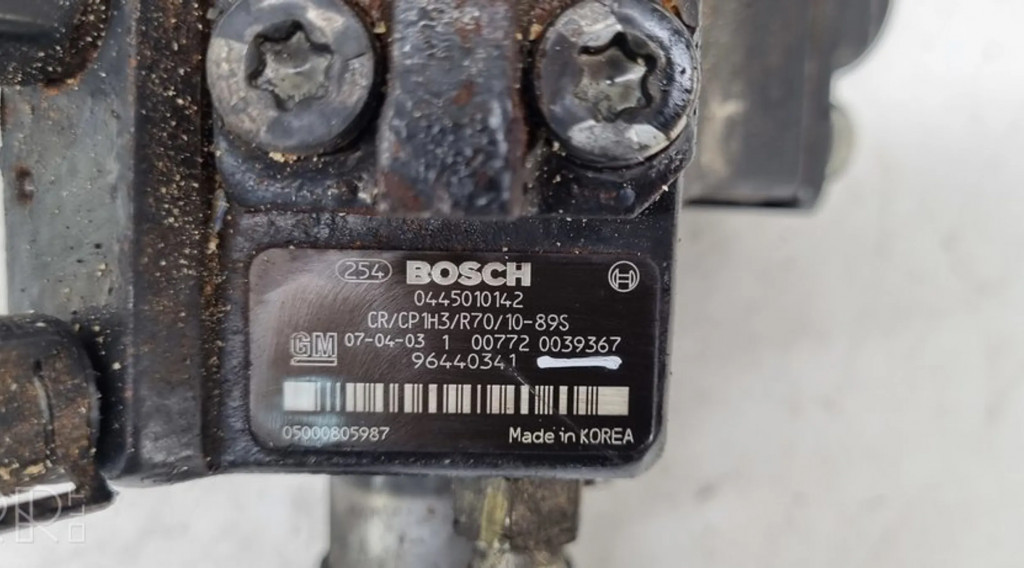 254 BOSCH
0445010142
CR/CP1H3/R70/10-89S
GM 07-04-03 1 00772 0039367
96440341
05000805987 Made in KOREA